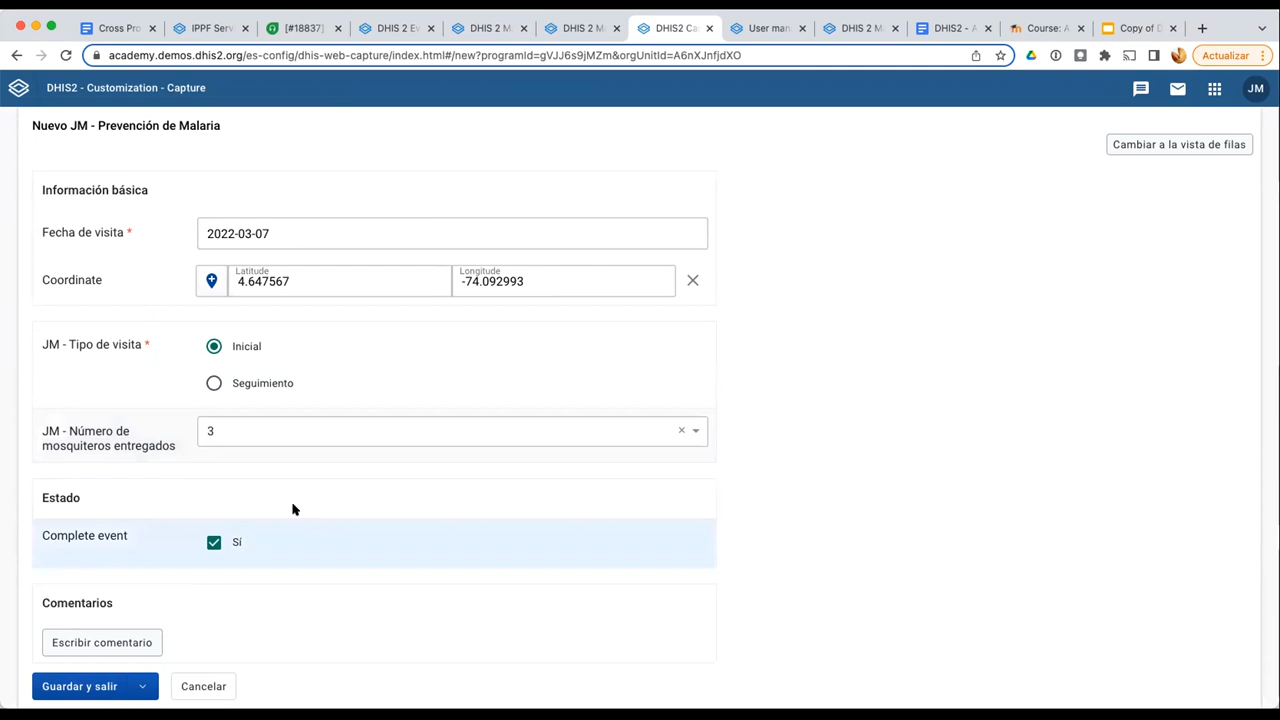 Cross Pro
IPPF Serv
[#18837]
DHIS 2 Ev
DHIS 2 Ma
DHIS 2 Ma
DHIS2 Ca
User man
DHIS 2 M
DHIS2 - A
Course: A
Copy of D
academy.demos.dhis2.org/es-config/dhis-web-capture/index.html#/new?programId=gVJJ6s9jMZm&orgUnitId=A6nXJnfjdXO
Actualizar
DHIS2 - Customization - Capture
JM
Nuevo JM - Prevención de Malaria
Cambiar a la vista de filas
Información básica
Fecha de visita *
2022-03-07
Coordinate
Latitude
4.647567
Longitude
-74.092993
JM - Tipo de visita *
Inicial
Seguimiento
JM - Número de
mosquiteros entregados
3
Estado
Complete event
Sí
Comentarios
Escribir comentario
Guardar y salir
Cancelar